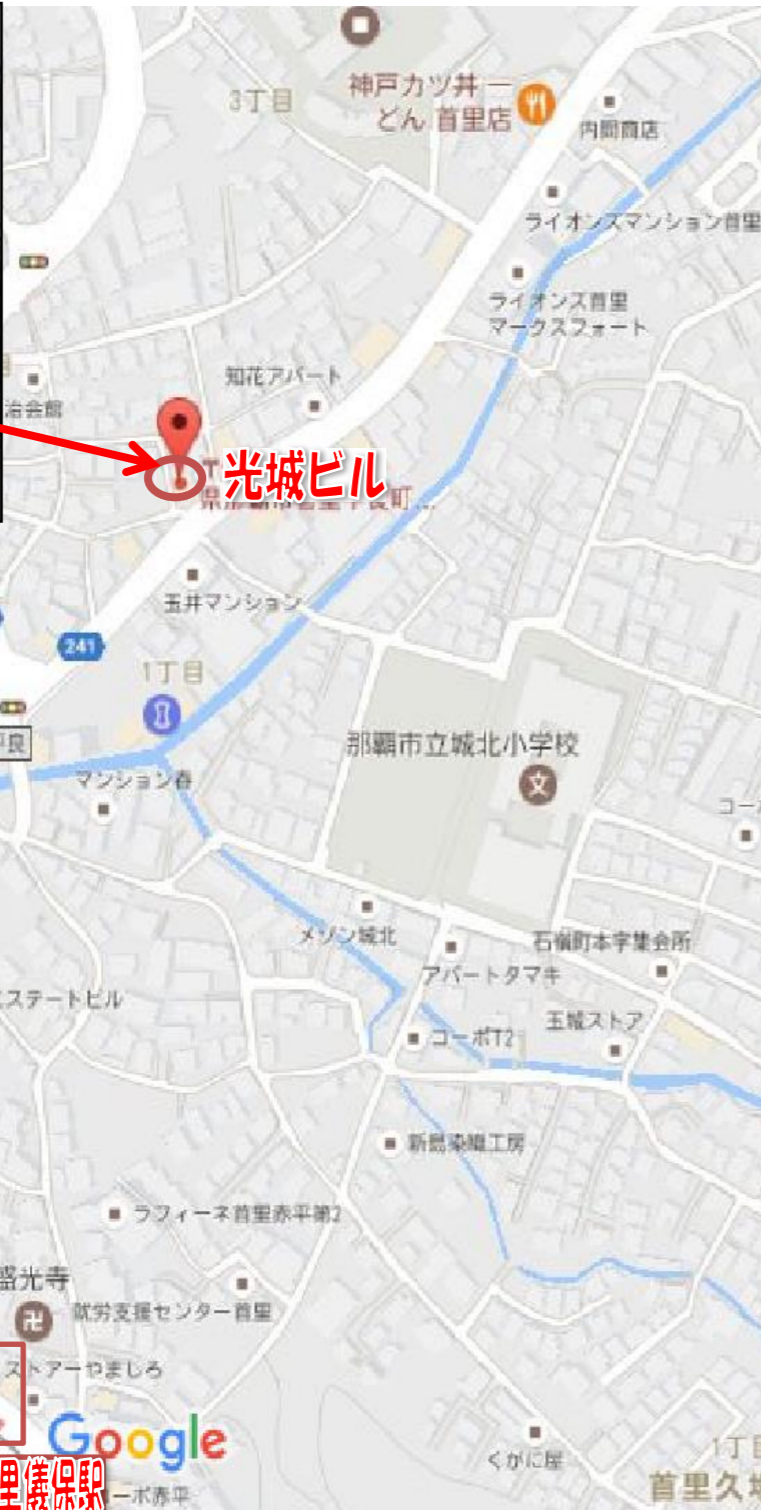 3丁目
神戸カツ丼 一
どん 首里店
内間商店
ライオンズマンション首里
ライオンズ首里
マークスフォート
知花アパート
治会館
光城ビル
玉井マンション
241
1丁目
良
那覇市立城北小学校
文
マンション春
コーポ
メゾン城北
石嶺町本字集会所
アパートタマキ
エステートビル
玉城ストア
コーポT2
新島染織工房
ラフィーネ首里赤平第2
盛光寺
卍
就労支援センター首里
ストアーやましろ
Google
里儀保駅
ーポ赤平
くがに屋
1丁目
首里久場